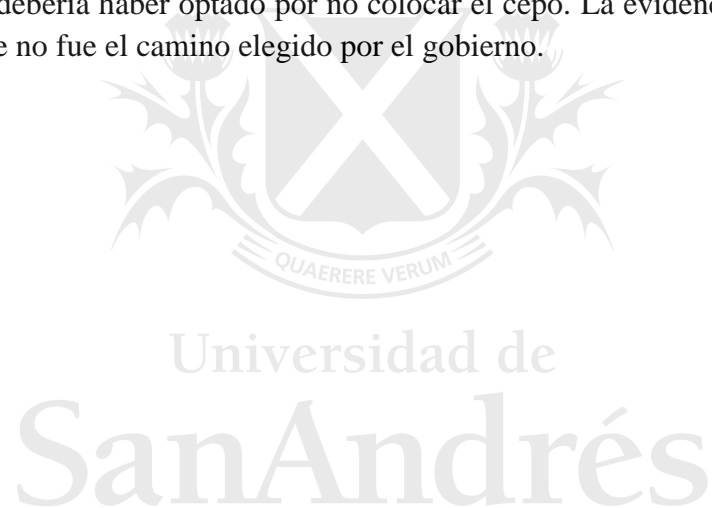 debería haber optado por no colocar el cepo. La
e no fue el camino elegido por el gobierno.
QUAERERE VERUM
Universidad de
SanAndrés